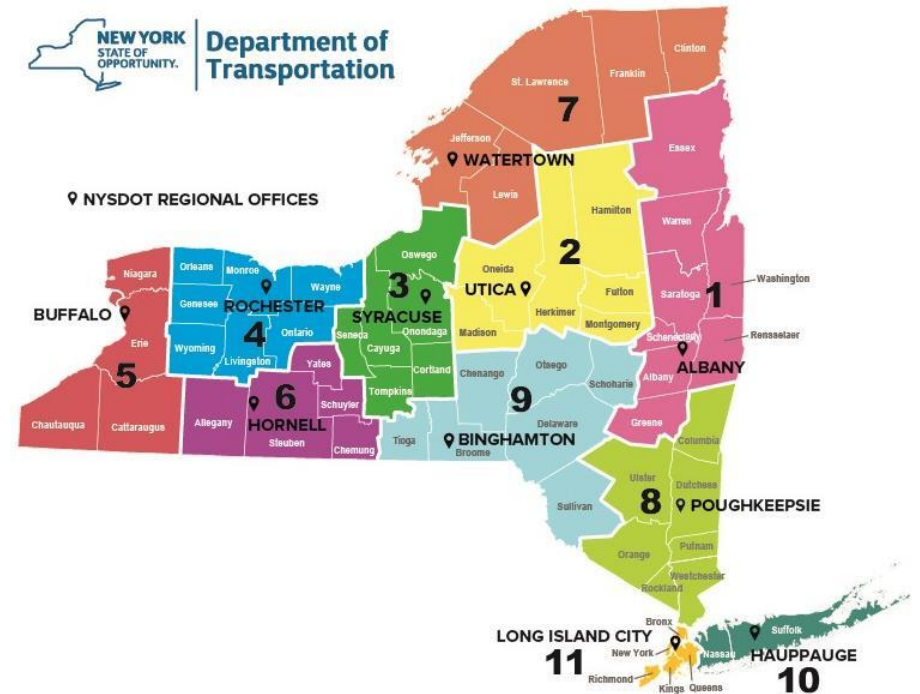 NEW YORK
STATE OF
OPPORTUNITY.
Department of
Transportation
NYSDOT REGIONAL OFFICES
Clinton
Franklin
St. Lawrence
7
Jefferson
WATERTOWN
Lewis
Essex
Hamilton
Warren
2
Oneida
UTICA
Herkimer
Fulton
Montgomery
Madison
Washington
Saratoga
1
Schenectady
Rensselaer
ALBANY
Albany
Greene
Oswego
3
SYRACUSE
Onondaga
Seneca
Cayuga
Cortland
Tompkins
Orleans
Monroe
Wayne
Genesee
ROCHESTER
4
Ontario
Wyoming
Livingston
Niagara
BUFFALO
Erie
5
Chautauqua
Cattaraugus
Yates
6
Schuyler
Allegany
HORNELL
Steuben
Chemung
Chenango
Otsego
Schoharie
9
Delaware
Tioga
BINGHAMTON
Broome
Sullivan
Columbia
Ulster
Dutchess
8
POUGHKEEPSIE
Orange
Putnam
Westchester
Rockland
Bronx
LONG ISLAND CITY
New York
11
Richmond
Kings
Queens
Suffolk
Nassau
HAUPPAUGE
10